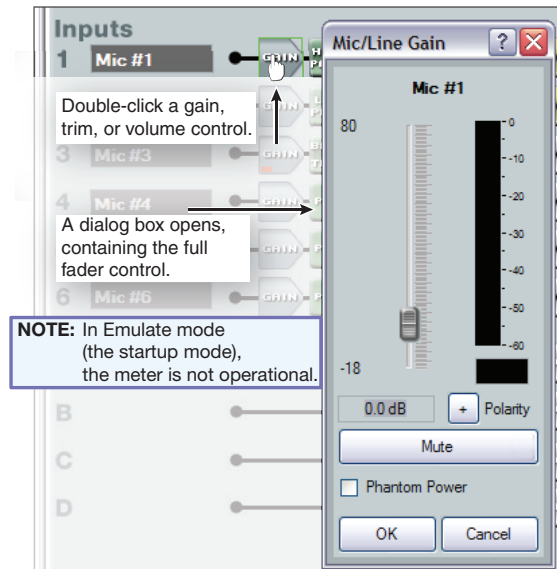 Inputs
1 Mic #1 GAIN
Double-click a gain,
trim, or volume control.
3 Mic #3 GAIN
4 Mic #4 GAIN
A dialog box opens,
containing the full
fader control.
6 Mic #6 GAIN
NOTE: In Emulate mode
(the startup mode),
the meter is not operational.
B
C
D
Mic/Line Gain ? X
Mic #1
80
-18
0
-10
-20
-30
-40
-50
-60
0.0 dB + Polarity
Mute
Phantom Power
OK Cancel